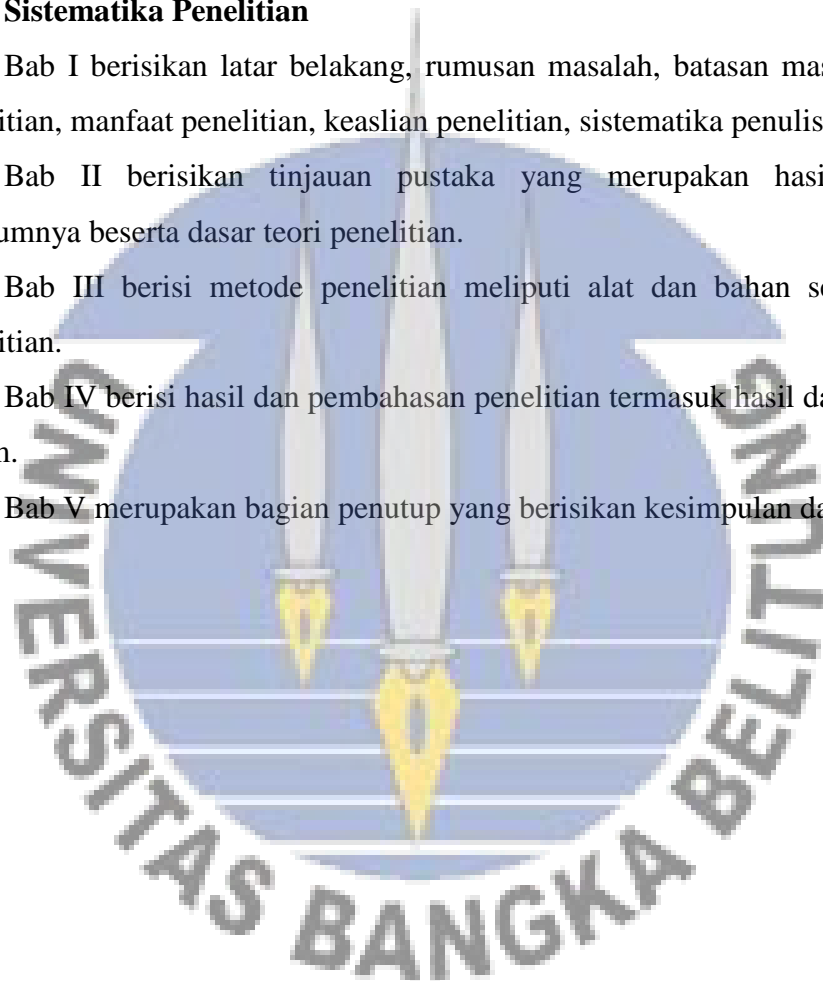 Sistematika Penelitian
Bab I berisikan latar belakang, rumusan masalah, batasan mas
itian, manfaat penelitian, keaslian penelitian, sistematika penulis
Bab II berisikan tinjauan pustaka yang merupakan hasi
umnya beserta dasar teori penelitian.
Bab III berisi metode penelitian meliputi alat dan bahan se
itian.
Bab IV berisi hasil dan pembahasan penelitian termasuk hasil da
n.
Bab V merupakan bagian penutup yang berisikan kesimpulan da
UNIVERSITAS BANGKA BELITUNG